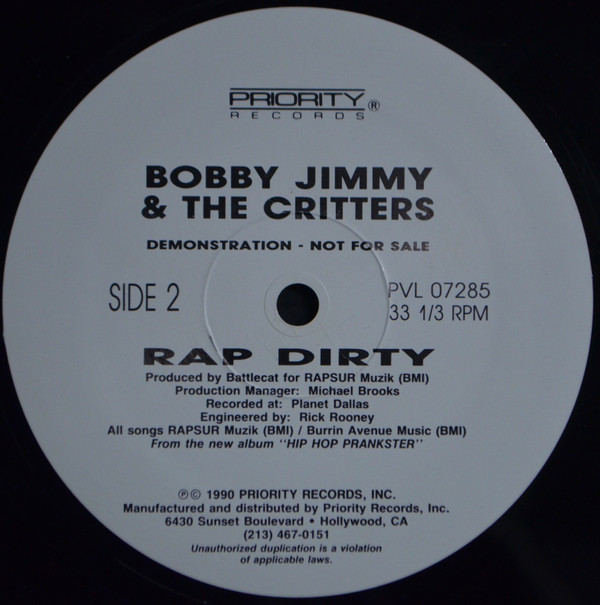 PRIORITY ®
RECORDS
BOBBY JIMMY
& THE CRITTERS
DEMONSTRATION - NOT FOR SALE
SIDE 2
PVL 07285
33 1/3 RPM
RAP DIRTY
Produced by Battlecat for RAPSUR Muzik (BMI)
Production Manager: Michael Brooks
Recorded at: Planet Dallas
Engineered by: Rick Rooney
All songs RAPSUR Muzik (BMI) / Burrin Avenue Music (BMI)
From the new album "HIP HOP PRANKSTER"
℗© 1990 PRIORITY RECORDS, INC.
Manufactured and distributed by Priority Records, Inc.
6430 Sunset Boulevard • Hollywood, CA
(213) 467-0151
Unauthorized duplication is a violation
of applicable laws.